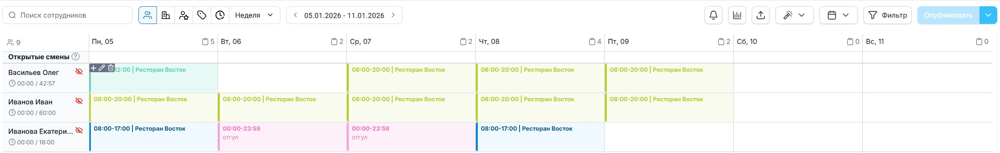 Поиск сотрудников
Неделя
05.01.2026 - 11.01.2026
Фильтр
Опубликовать
9
Пн, 05
5
Вт, 06
2
Ср, 07
2
Чт, 08
4
Пт, 09
2
Сб, 10
0
Вс, 11
0
Открытые смены ?
Васильев Олег
00:00 / 42:57
12:00 | Ресторан Восток
08:00-20:00 | Ресторан Восток
08:00-20:00 | Ресторан Восток
08:00-20:00 | Ресторан Восток
Иванов Иван
00:00 / 60:00
08:00-20:00 | Ресторан Восток
08:00-20:00 | Ресторан Восток
08:00-20:00 | Ресторан Восток
08:00-20:00 | Ресторан Восток
08:00-20:00 | Ресторан Восток
Иванова Екатери...
00:00 / 18:00
08:00-17:00 | Ресторан Восток
00:00-23:59
отгул
00:00-23:59
отгул
08:00-17:00 | Ресторан Восток